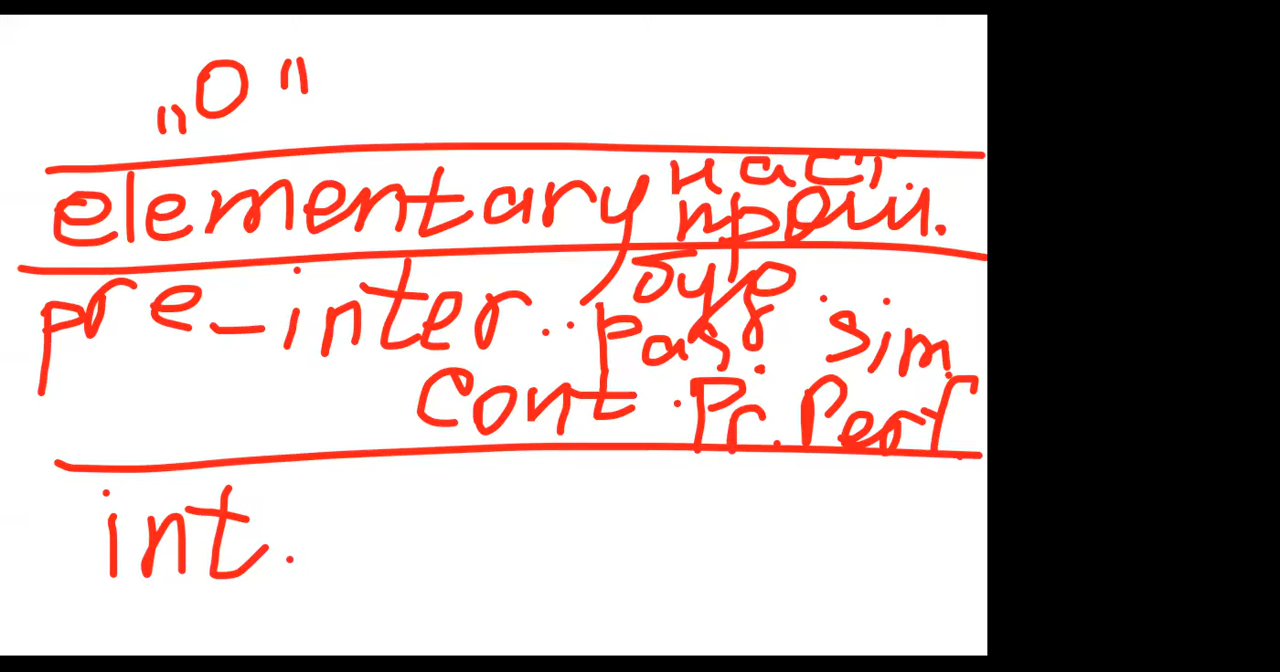 „0"
elementary наст.
прош.
буд
pre-inter.. Pas. sim
Cont. Pr. Perf
int.